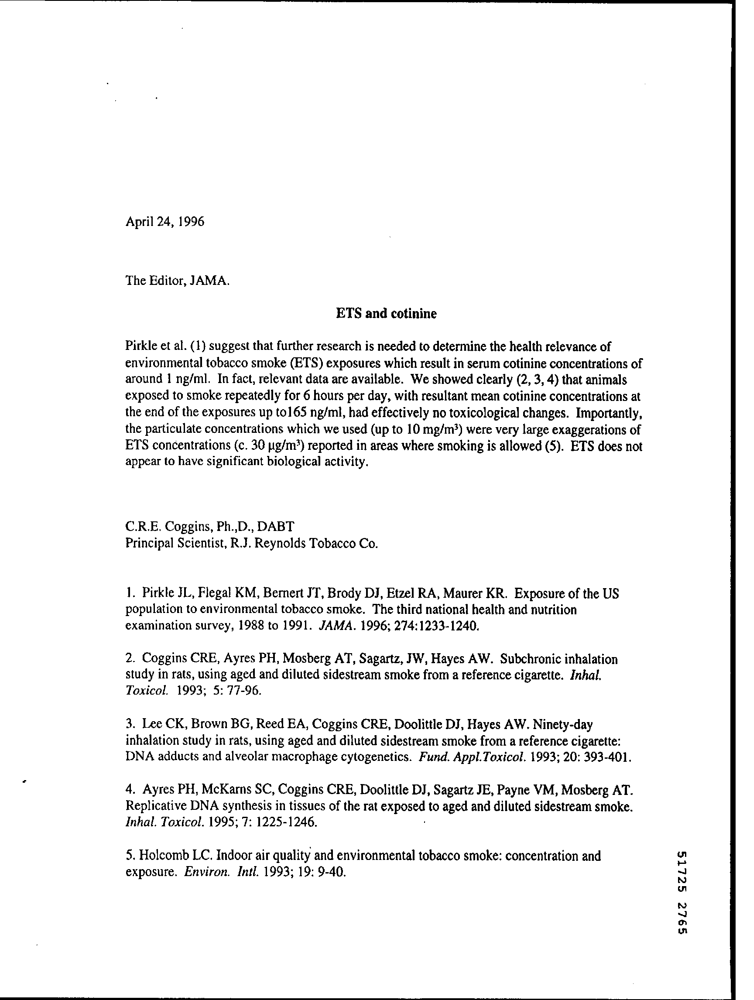 April 24, 1996
The Editor, JAMA.
ETS and cotinine
Pirkle et al. (1) suggest that further research is needed to determine the health relevance of
environmental tobacco smoke (ETS) exposures which result in serum cotinine concentrations of
around 1 ng/ml. In fact, relevant data are available. We showed clearly (2, 3, 4) that animals
exposed to smoke repeatedly for 6 hours per day, with resultant mean cotinine concentrations at
the end of the exposures up to165 ng/ml, had effectively no toxicological changes. Importantly,
the particulate concentrations which we used (up to 10 mg/m³) were very large exaggerations of
ETS concentrations (c. 30 µg/m³) reported in areas where smoking is allowed (5). ETS does not
appear to have significant biological activity.
C.R.E. Coggins, Ph.,D., DABT
Principal Scientist, R.J. Reynolds Tobacco Co.
1. Pirkle JL, Flegal KM, Bernert JT, Brody DJ, Etzel RA, Maurer KR. Exposure of the US
population to environmental tobacco smoke. The third national health and nutrition
examination survey, 1988 to 1991. JAMA. 1996; 274:1233-1240.
2. Coggins CRE, Ayres PH, Mosberg AT, Sagartz, JW, Hayes AW. Subchronic inhalation
study in rats, using aged and diluted sidestream smoke from a reference cigarette. Inhal.
Toxicol. 1993; 5: 77-96.
3. Lee CK, Brown BG, Reed EA, Coggins CRE, Doolittle DJ, Hayes AW. Ninety-day
inhalation study in rats, using aged and diluted sidestream smoke from a reference cigarette:
DNA adducts and alveolar macrophage cytogenetics. Fund. Appl.Toxicol. 1993; 20: 393-401.
4. Ayres PH, McKarns SC, Coggins CRE, Doolittle DJ, Sagartz JE, Payne VM, Mosberg AT.
Replicative DNA synthesis in tissues of the rat exposed to aged and diluted sidestream smoke.
Inhal. Toxicol. 1995; 7: 1225-1246.
5. Holcomb LC. Indoor air quality and environmental tobacco smoke: concentration and
exposure. Environ. Intl. 1993; 19: 9-40.
51725 2765